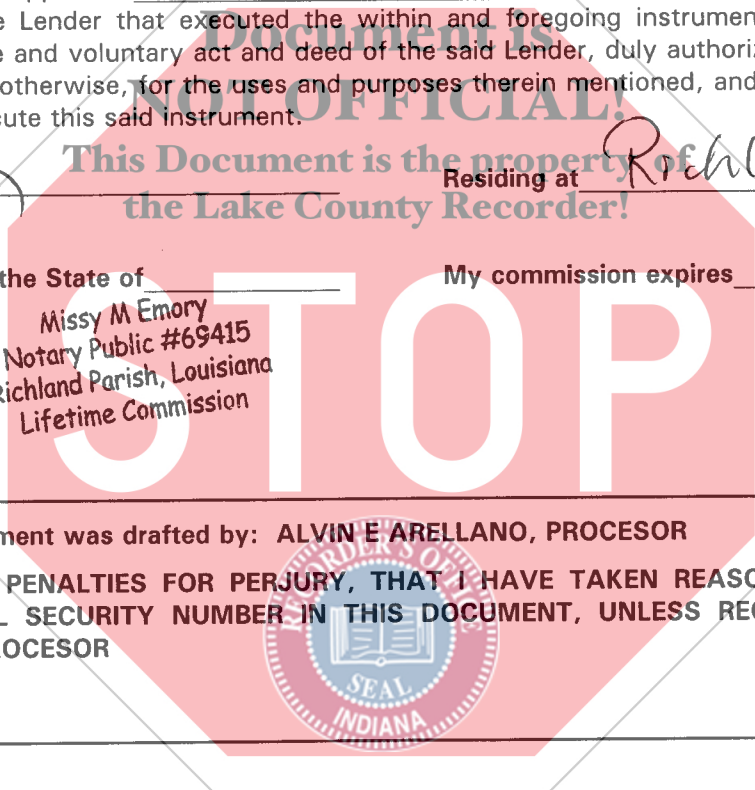 e Lender that executed the within and foregoing instrumen
e and voluntary act and deed of the said Lender, duly authoriz
otherwise, for the uses and purposes therein mentioned, and
cute this said instrument.
Document is
NOT OFFICIAL!
This Document is the property of
the Lake County Recorder!
Residing at Richl
the State of
My commission expires
Missy M Emory
Notary Public #69415
Richland Parish, Louisiana
Lifetime Commission
STOP
ment was drafted by: ALVIN E ARELLANO, PROCESOR
PENALTIES FOR PERJURY, THAT I HAVE TAKEN REASO
L SECURITY NUMBER IN THIS DOCUMENT, UNLESS REQ
OCESOR
RECORDER'S OFFICE
SEAL
INDIANA